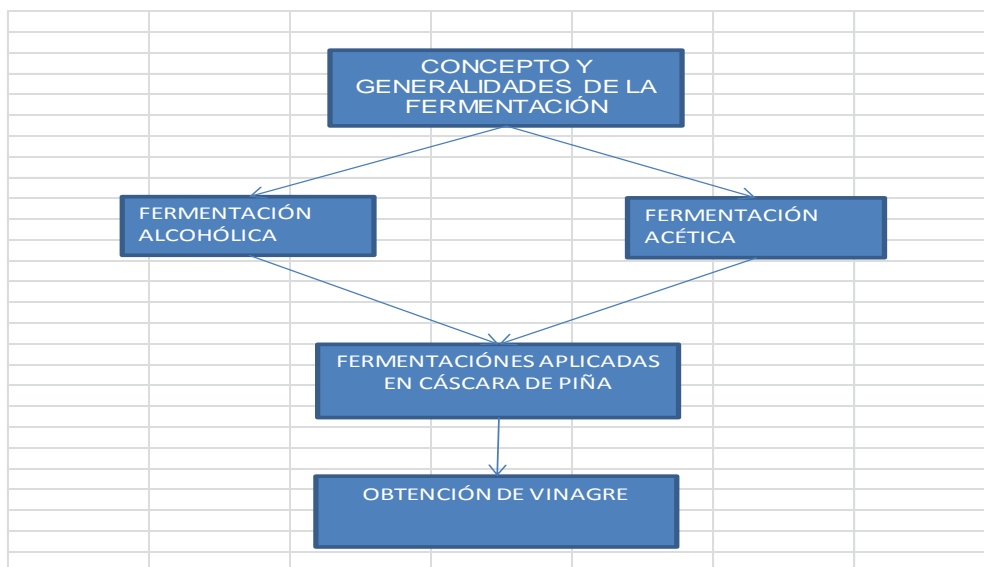 CONCEPTO Y
GENERALIDADES DE LA
FERMENTACIÓN
FERMENTACIÓN
ALCOHÓLICA
FERMENTACIÓN
ACÉTICA
FERMENTACIÓNES APLICADAS
EN CÁSCARA DE PIÑA
OBTENCIÓN DE VINAGRE